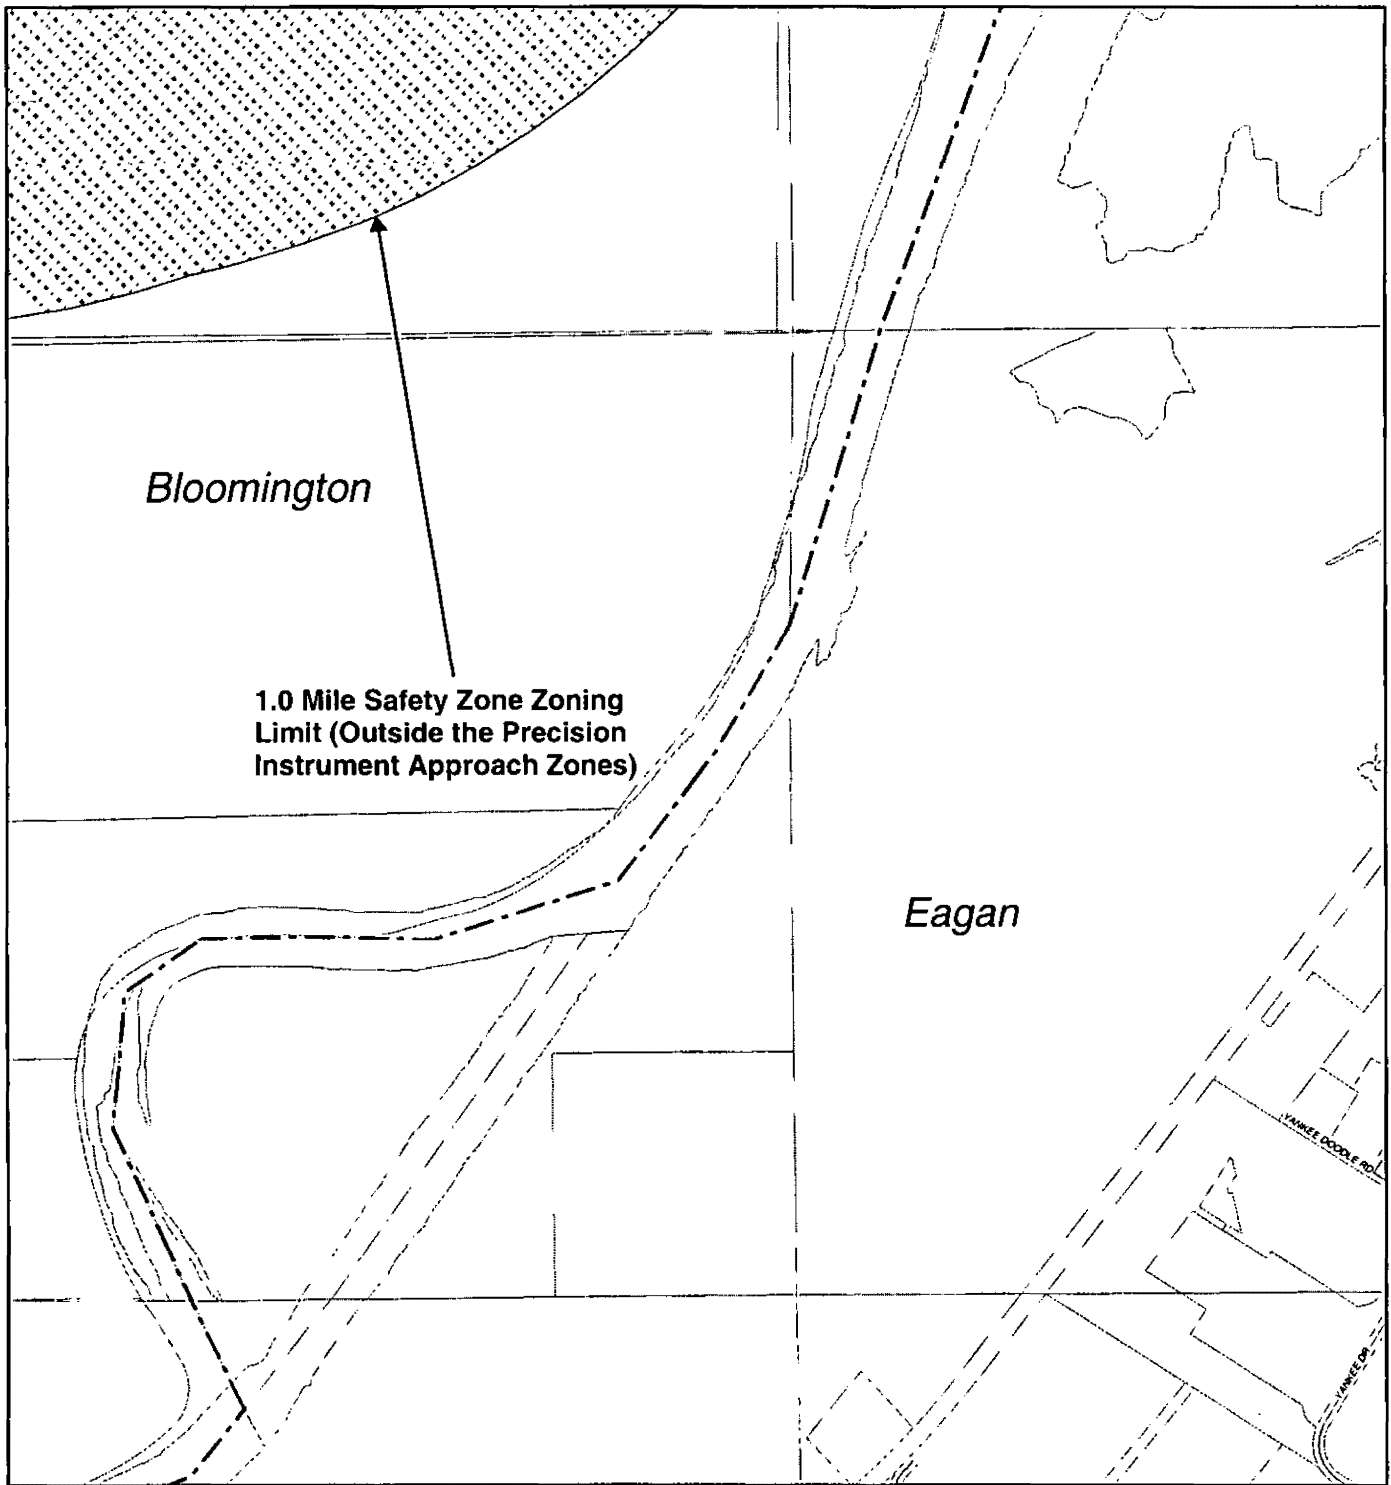 Bloomington
1.0 Mile Safety Zone Zoning
Limit (Outside the Precision
Instrument Approach Zones)
Eagan
YANKEE DOODLE RD
YANKEE DR